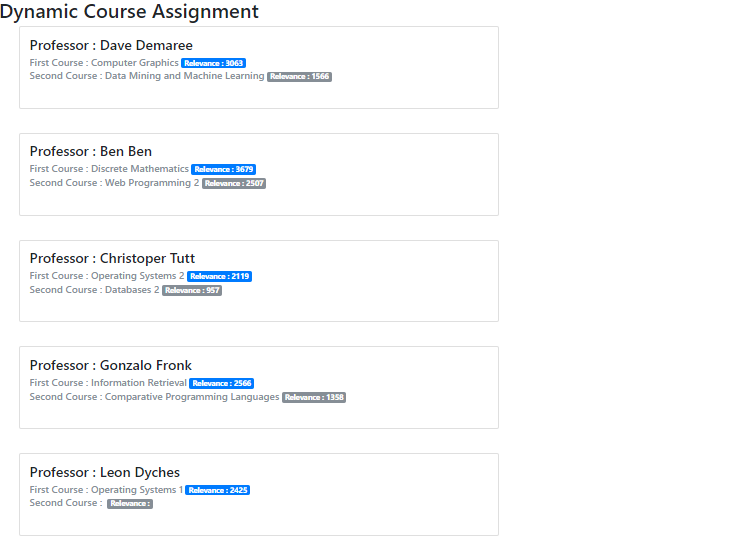 Dynamic Course Assignment
Professor : Dave Demaree
First Course : Computer Graphics Relevance : 3063
Second Course : Data Mining and Machine Learning Relevance : 1566
Professor : Ben Ben
First Course : Discrete Mathematics Relevance : 3679
Second Course : Web Programming 2 Relevance : 2507
Professor : Christoper Tutt
First Course : Operating Systems 2 Relevance : 2119
Second Course : Databases 2 Relevance : 957
Professor : Gonzalo Fronk
First Course : Information Retrieval Relevance : 2566
Second Course : Comparative Programming Languages Relevance : 1358
Professor : Leon Dyches
First Course : Operating Systems 1 Relevance : 2425
Second Course : Relevance :